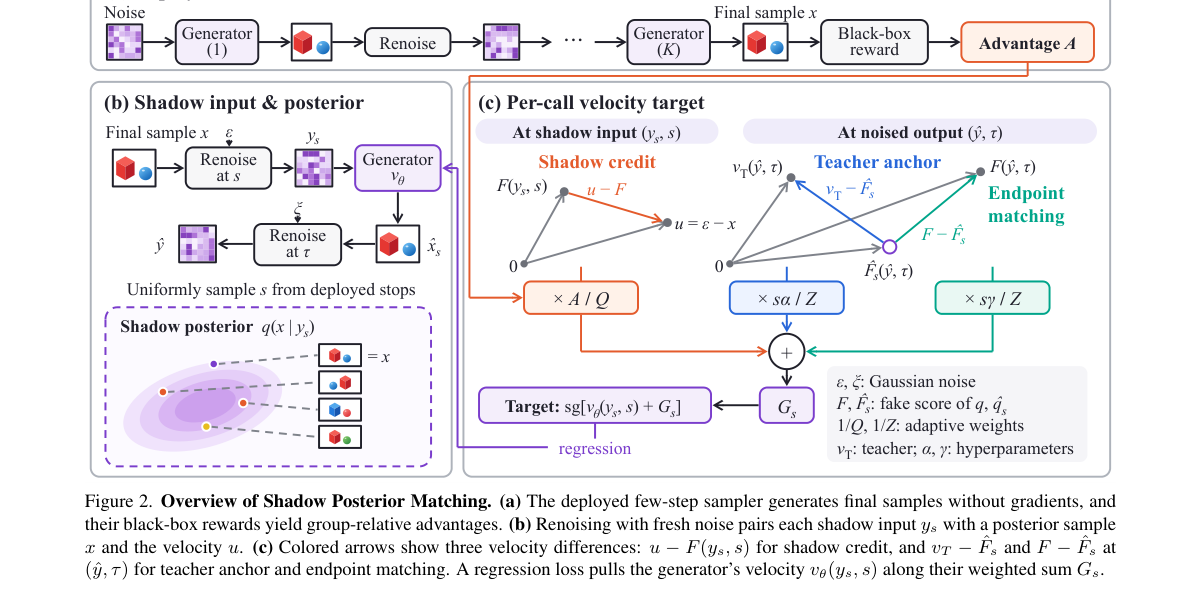 Noise
Final sample x
Generator
(1)
Renoise
...
Generator
(K)
Black-box
reward
Advantage A
(b) Shadow input & posterior
Final sample x
ε
y_s
Renoise
at s
Generator
v_θ
ξ
ŷ
Renoise
at τ
x̂_s
Uniformly sample s from deployed stops
Shadow posterior q(x | y_s)
= x
(c) Per-call velocity target
At shadow input (y_s, s)
At noised output (ŷ, τ)
Shadow credit
F(y_s, s)
u − F
u = ε − x
0
× A / Q
Teacher anchor
v_T(ŷ, τ)
v_T − F̂_s
F(ŷ, τ)
Endpoint
matching
F − F̂_s
0
F̂_s(ŷ, τ)
× sα / Z
× sγ / Z
+
Target: sg[v_θ(y_s, s) + G_s]
G_s
regression
ε, ξ: Gaussian noise
F, F̂_s: fake score of q, q̂_s
1/Q, 1/Z: adaptive weights
v_T: teacher; α, γ: hyperparameters
Figure 2. Overview of Shadow Posterior Matching. (a) The deployed few-step sampler generates final samples without gradients, and
their black-box rewards yield group-relative advantages. (b) Renoising with fresh noise pairs each shadow input y_s with a posterior sample
x and the velocity u. (c) Colored arrows show three velocity differences: u − F(y_s, s) for shadow credit, and v_T − F̂_s and F − F̂_s at
(ŷ, τ) for teacher anchor and endpoint matching. A regression loss pulls the generator's velocity v_θ(y_s, s) along their weighted sum G_s.